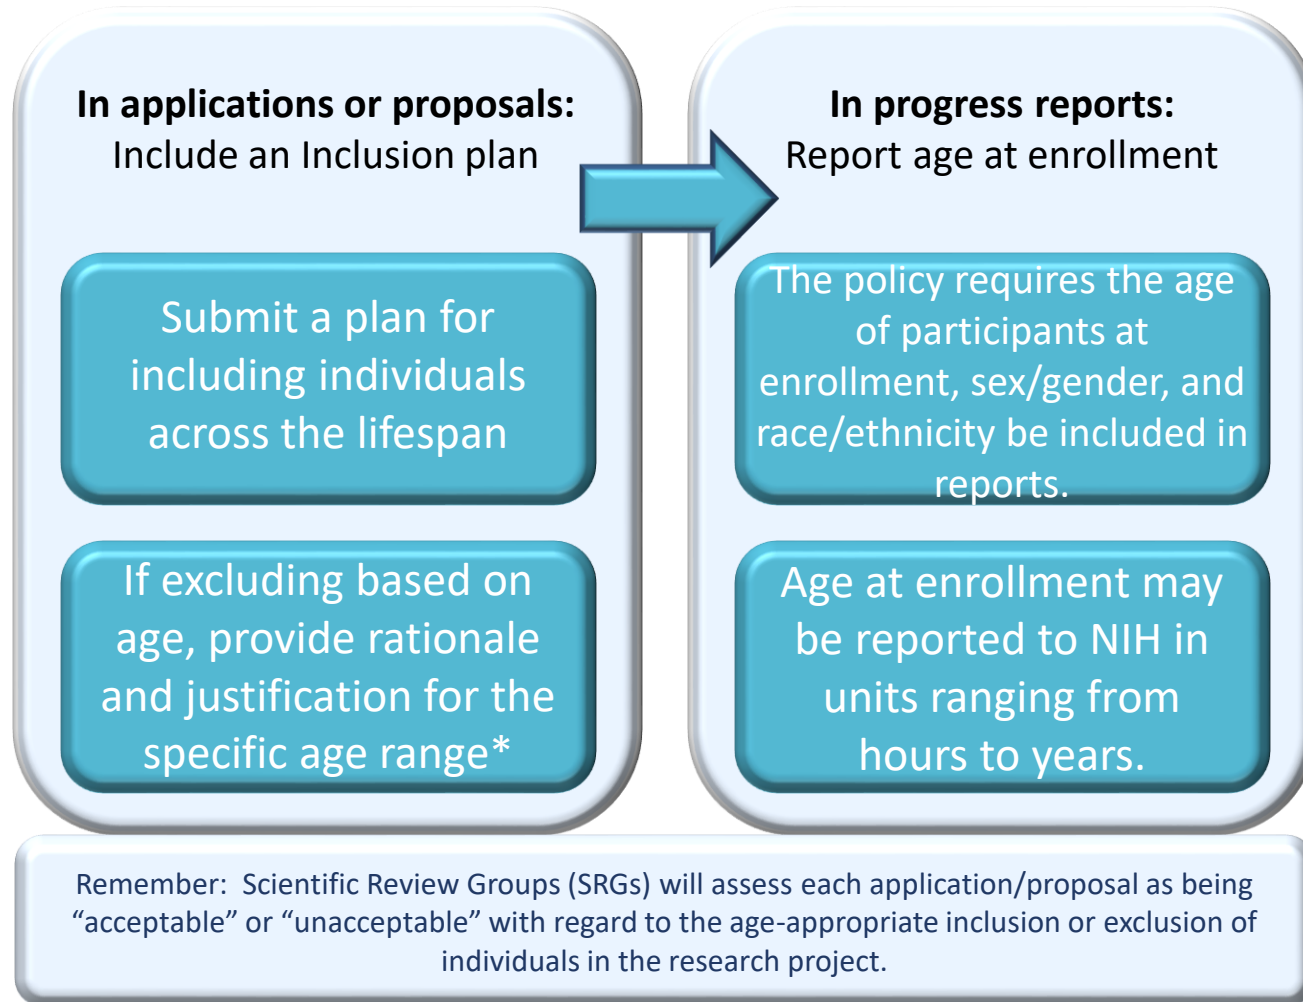 In applications or proposals:
Include an Inclusion plan
Submit a plan for
including individuals
across the lifespan
If excluding based on
age, provide rationale
and justification for the
specific age range*
In progress reports:
Report age at enrollment
The policy requires the age
of participants at
enrollment, sex/gender, and
race/ethnicity be included in
reports.
Age at enrollment may
be reported to NIH in
units ranging from
hours to years.
Remember:  Scientific Review Groups (SRGs) will assess each application/proposal as being
“acceptable” or “unacceptable” with regard to the age-appropriate inclusion or exclusion of
individuals in the research project.